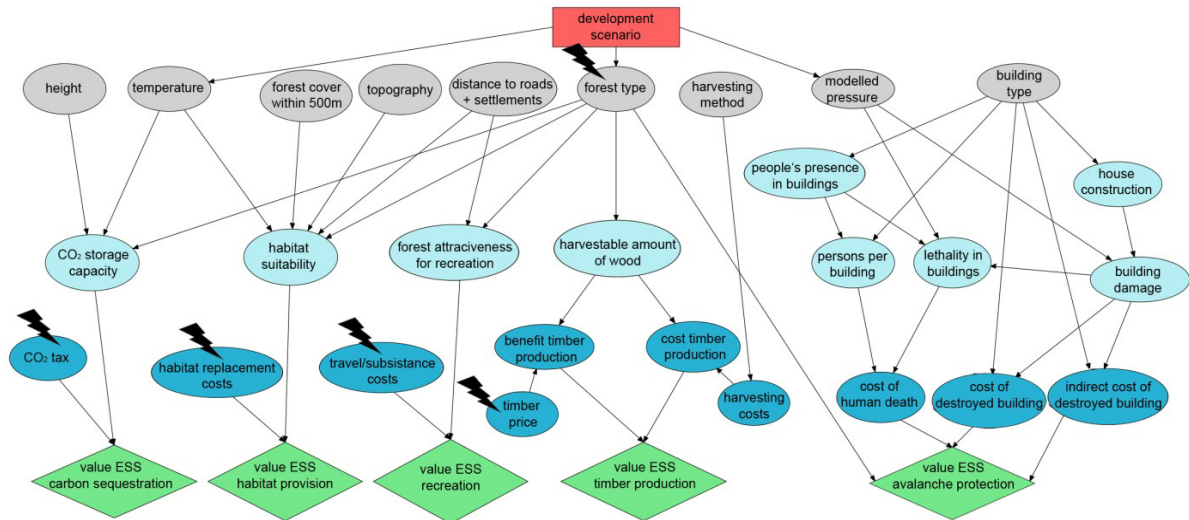 development
scenario
height
temperature
forest cover
within 500m
topography
distance to roads
+ settlements
forest type
harvesting
method
modelled
pressure
building
type
people's presence
in buildings
house
construction
CO₂ storage
capacity
habitat
suitability
forest attraciveness
for recreation
harvestable amount
of wood
persons per
building
lethality in
buildings
building
damage
CO₂ tax
habitat replacement
costs
travel/subsistance
costs
benefit timber
production
timber
price
cost timber
production
harvesting
costs
cost of
human death
cost of
destroyed building
indirect cost of
destroyed building
value ESS
carbon sequestration
value ESS
habitat provision
value ESS
recreation
value ESS
timber production
value ESS
avalanche protection